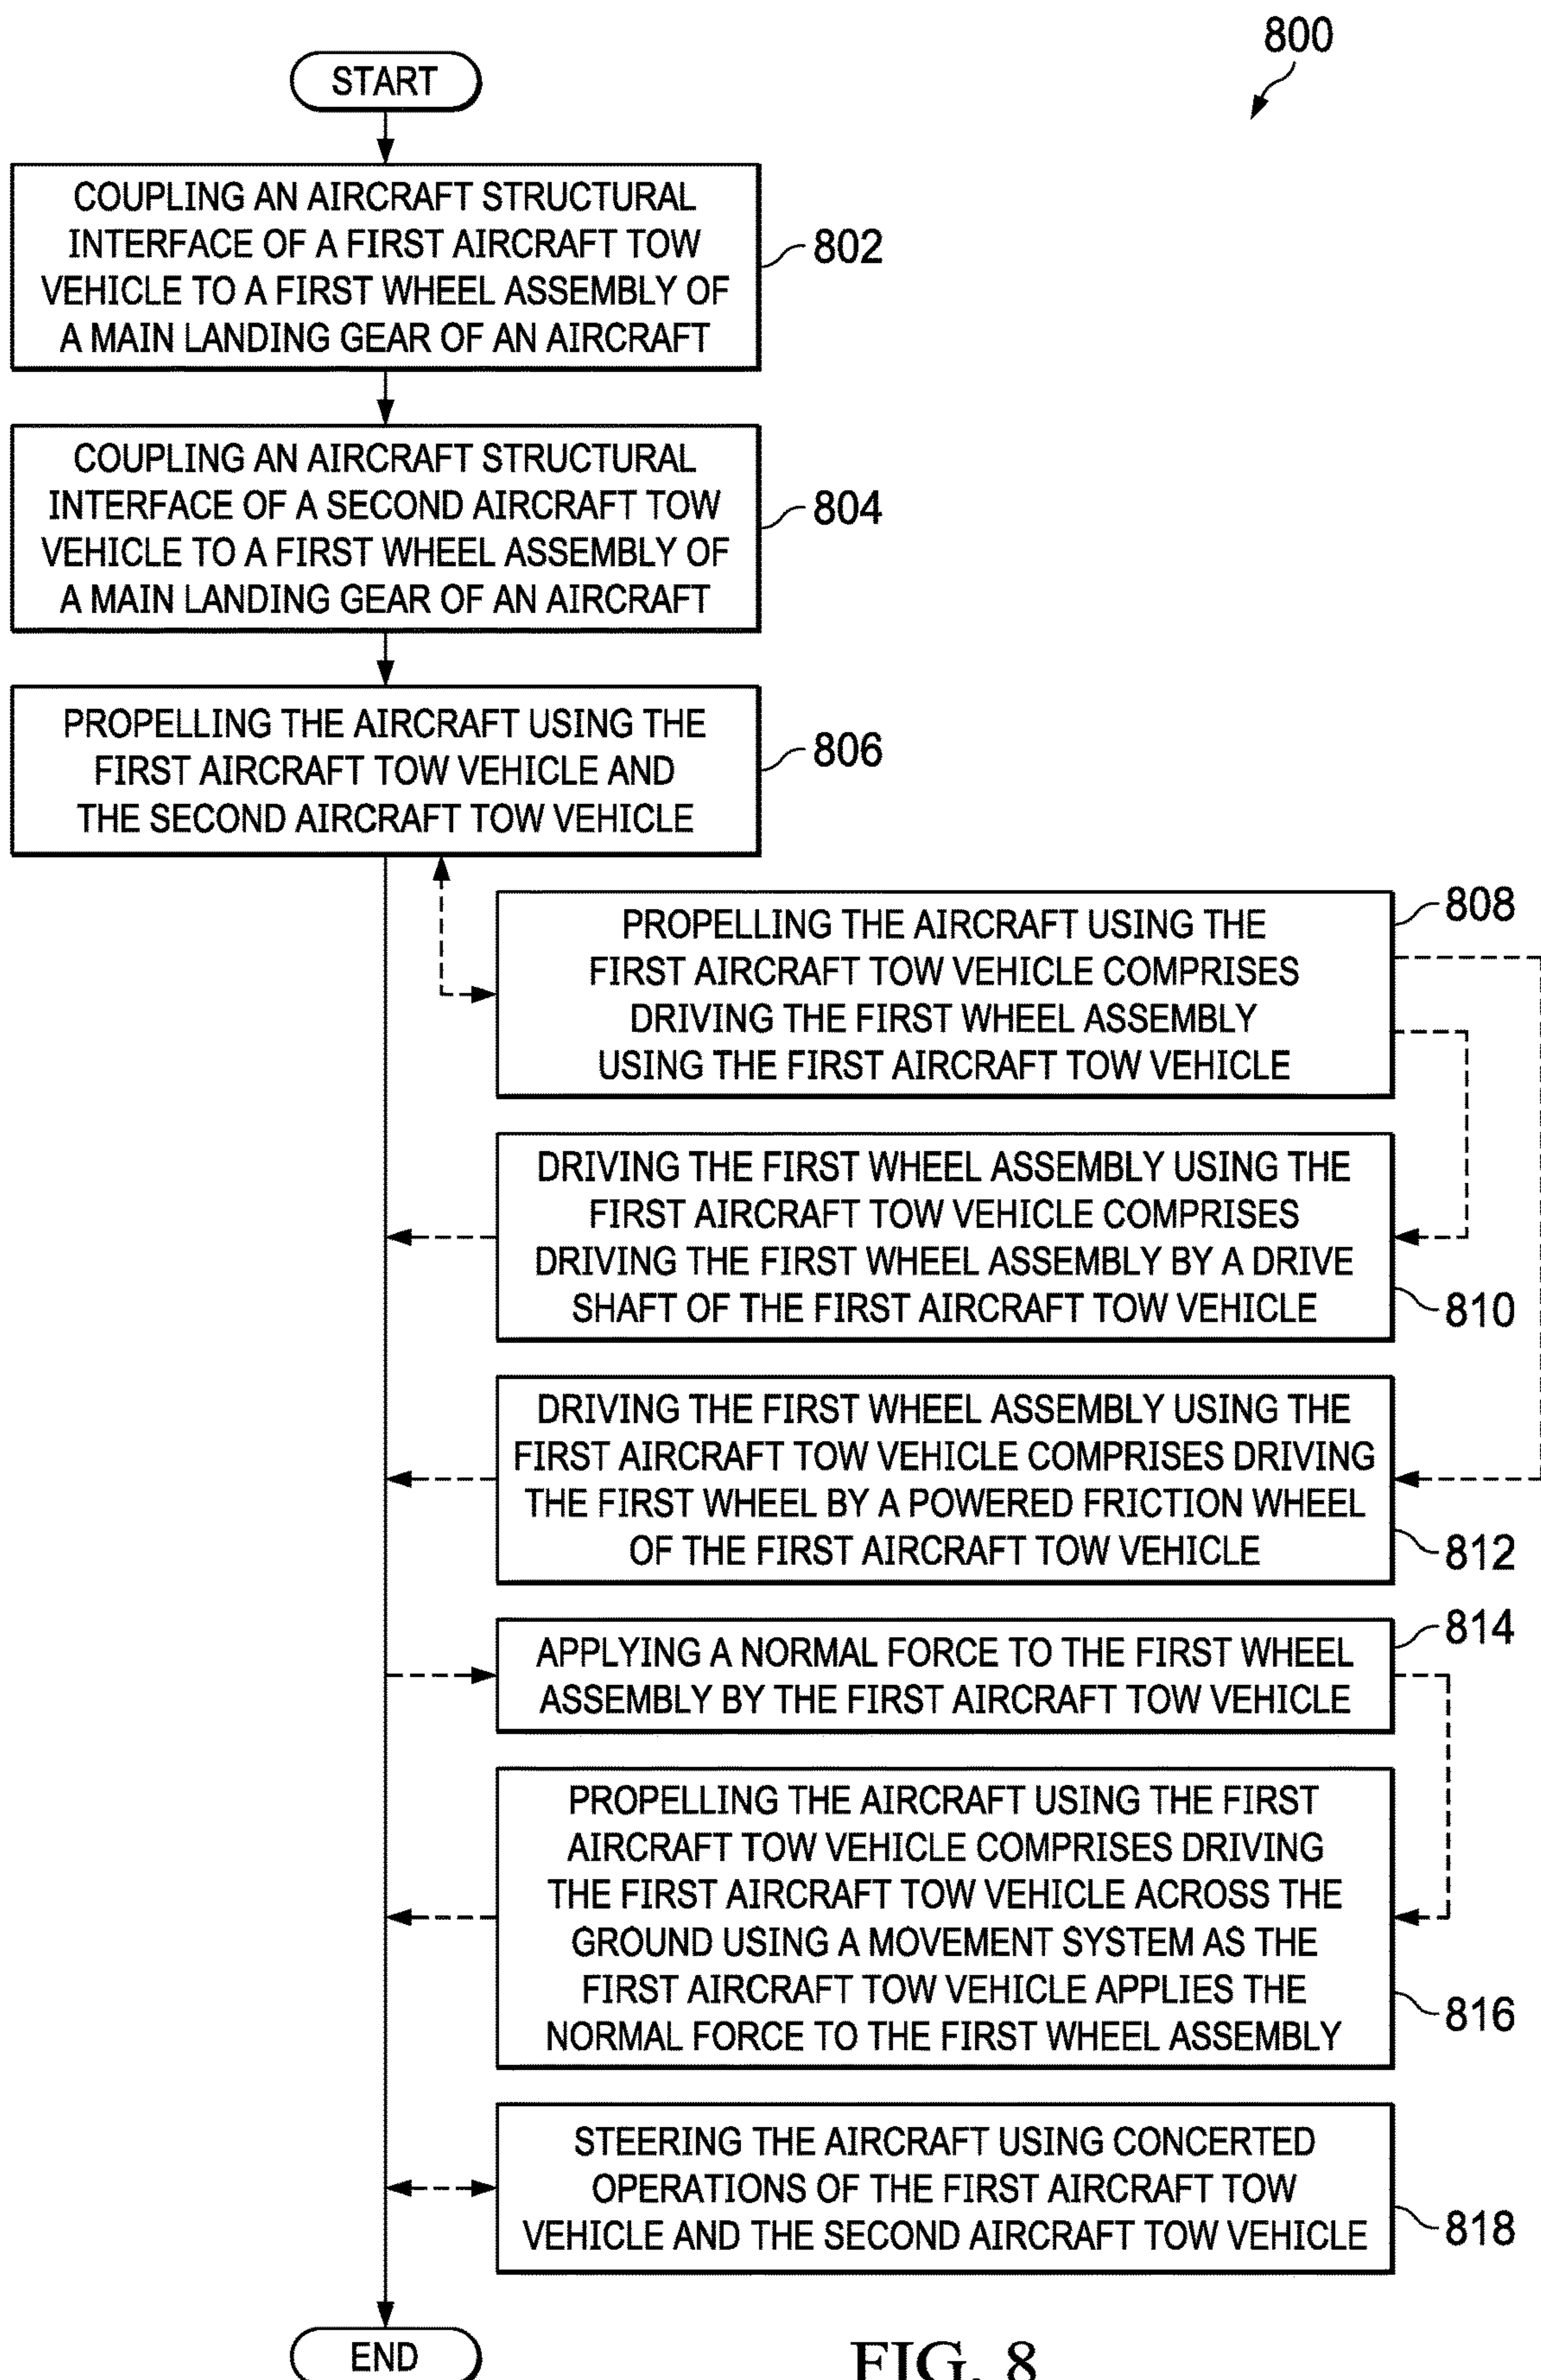 800
START
COUPLING AN AIRCRAFT STRUCTURAL
INTERFACE OF A FIRST AIRCRAFT TOW
VEHICLE TO A FIRST WHEEL ASSEMBLY OF
A MAIN LANDING GEAR OF AN AIRCRAFT
802
COUPLING AN AIRCRAFT STRUCTURAL
INTERFACE OF A SECOND AIRCRAFT TOW
VEHICLE TO A FIRST WHEEL ASSEMBLY OF
A MAIN LANDING GEAR OF AN AIRCRAFT
804
PROPELLING THE AIRCRAFT USING THE
FIRST AIRCRAFT TOW VEHICLE AND
THE SECOND AIRCRAFT TOW VEHICLE
806
PROPELLING THE AIRCRAFT USING THE
FIRST AIRCRAFT TOW VEHICLE COMPRISES
DRIVING THE FIRST WHEEL ASSEMBLY
USING THE FIRST AIRCRAFT TOW VEHICLE
808
DRIVING THE FIRST WHEEL ASSEMBLY USING THE
FIRST AIRCRAFT TOW VEHICLE COMPRISES
DRIVING THE FIRST WHEEL ASSEMBLY BY A DRIVE
SHAFT OF THE FIRST AIRCRAFT TOW VEHICLE
810
DRIVING THE FIRST WHEEL ASSEMBLY USING THE
FIRST AIRCRAFT TOW VEHICLE COMPRISES DRIVING
THE FIRST WHEEL BY A POWERED FRICTION WHEEL
OF THE FIRST AIRCRAFT TOW VEHICLE
812
APPLYING A NORMAL FORCE TO THE FIRST WHEEL
ASSEMBLY BY THE FIRST AIRCRAFT TOW VEHICLE
814
PROPELLING THE AIRCRAFT USING THE FIRST
AIRCRAFT TOW VEHICLE COMPRISES DRIVING
THE FIRST AIRCRAFT TOW VEHICLE ACROSS THE
GROUND USING A MOVEMENT SYSTEM AS THE
FIRST AIRCRAFT TOW VEHICLE APPLIES THE
NORMAL FORCE TO THE FIRST WHEEL ASSEMBLY
816
STEERING THE AIRCRAFT USING CONCERTED
OPERATIONS OF THE FIRST AIRCRAFT TOW
VEHICLE AND THE SECOND AIRCRAFT TOW VEHICLE
818
END
FIG. 8